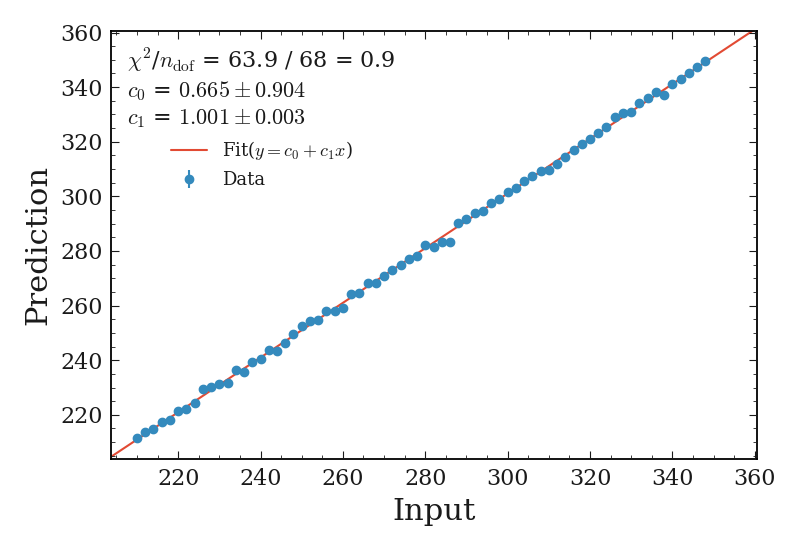 χ²/n_dof = 63.9 / 68 = 0.9
c₀ = 0.665 ± 0.904
c₁ = 1.001 ± 0.003
Fit(y = c₀ + c₁x)
Data
Prediction
360
340
320
300
280
260
240
220
220 240 260 280 300 320 340 360
Input